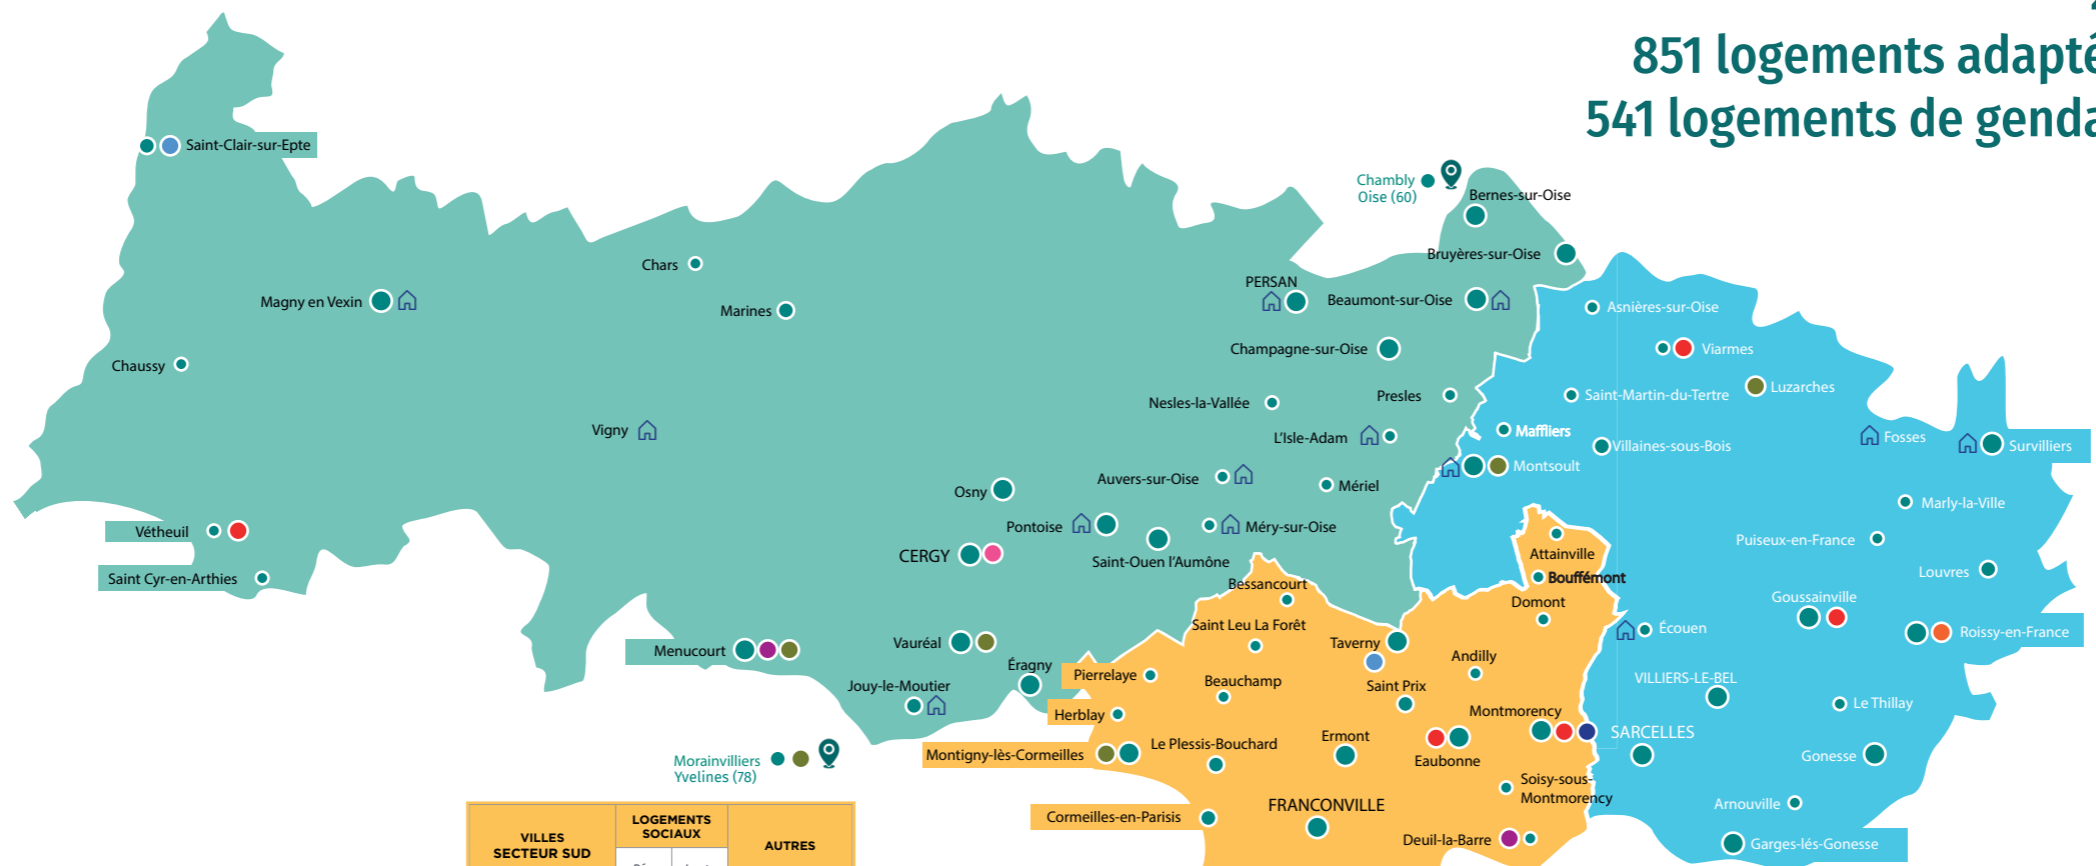 851 logements adapté
541 logements de genda
Saint-Clair-sur-Epte
Chambly
Oise (60)
Bernes-sur-Oise
Bruyères-sur-Oise
Chars
Magny en Vexin
Marines
PERSAN
Beaumont-sur-Oise
Asnières-sur-Oise
Champagne-sur-Oise
Viarmes
Chaussy
Luzarches
Nesles-la-Vallée
Presles
Saint-Martin-du-Tertre
Vigny
L'Isle-Adam
Maffliers
Villaines-sous-Bois
Fosses
Survilliers
Montsoult
Auvers-sur-Oise
Mériel
Osny
Marly-la-Ville
Pontoise
Méry-sur-Oise
Vétheuil
Puiseux-en-France
CERGY
Saint-Ouen l'Aumône
Attainville
Saint Cyr-en-Arthies
Bessancourt
Bouffémont
Louvres
Domont
Goussainville
Saint Leu La Forêt
Écouen
Roissy-en-France
Menucourt
Vauréal
Taverny
Andilly
Éragny
Pierrelaye
Beauchamp
Saint Prix
VILLIERS-LE-BEL
Jouy-le-Moutier
Herblay
Montmorency
Le Thillay
SARCELLES
Montigny-lès-Cormeilles
Le Plessis-Bouchard
Ermont
Eaubonne
Gonesse
Morainvilliers
Yvelines (78)
Soisy-sous-
Montmorency
FRANCONVILLE
Arnouville
Cormeilles-en-Parisis
Deuil-la-Barre
Garges-lés-Gonesse
VILLES
SECTEUR SUD
LOGEMENTS
SOCIAUX
AUTRES